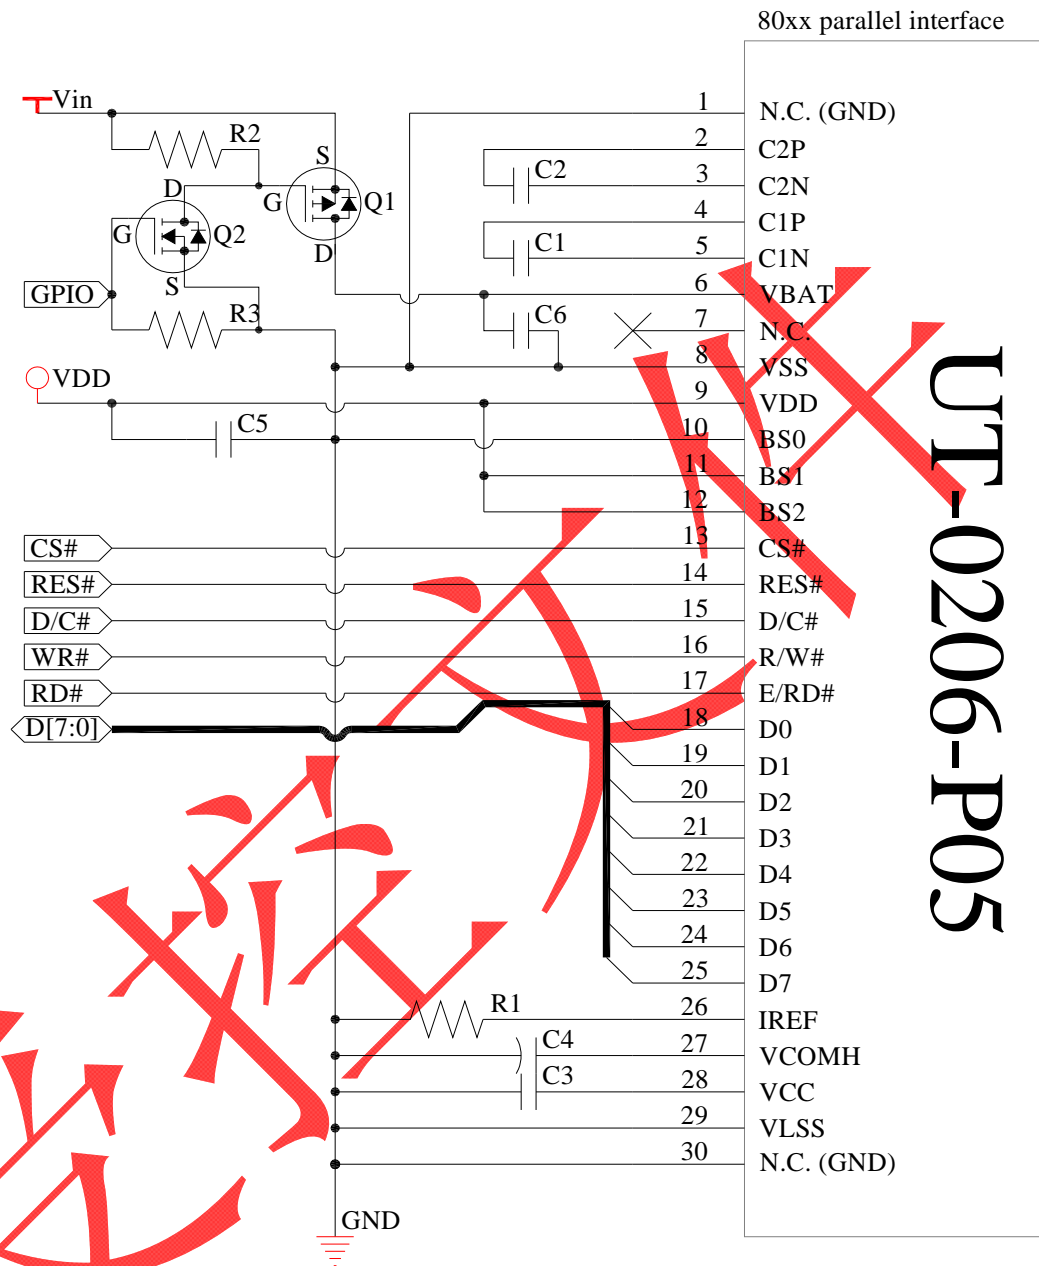 80xx parallel interface
Vin
1 N.C. (GND)
R2
2 C2P
S
C2
3 C2N
D
G
Q1
4 C1P
G
Q2
C1
D
5 C1N
S
GPIO
6 VBAT
R3
C6
7 N.C.
8 VSS
VDD
9 VDD
C5
10 BS0
11 BS1
12 BS2
CS#
13 CS#
RES#
14 RES#
D/C#
15 D/C#
WR#
16 R/W#
RD#
17 E/RD#
D[7:0]
18 D0
19 D1
20 D2
21 D3
22 D4
23 D5
24 D6
25 D7
R1
26 IREF
C4
27 VCOMH
C3
28 VCC
29 VLSS
30 N.C. (GND)
GND
UT-0206-P05